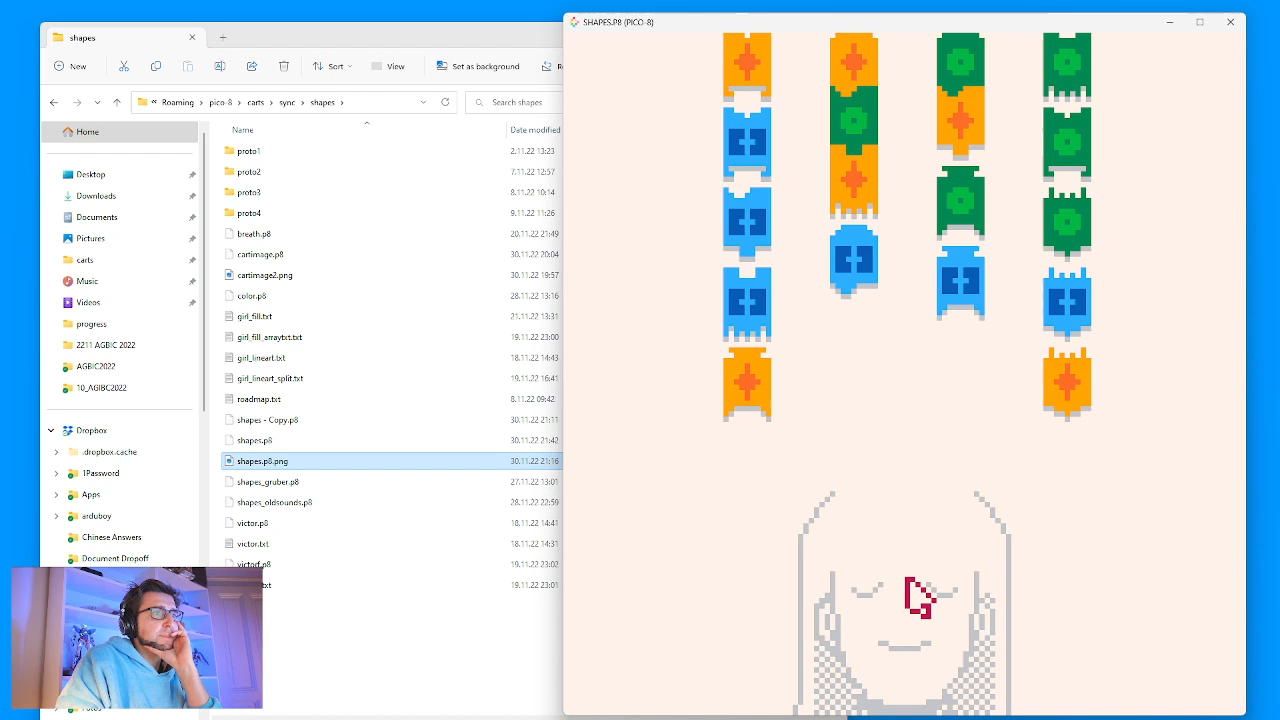 shapes
SHAPES.P8 (PICO-8)
New
Sort
View
Set as background
Roaming
pico-8
carts
sync
shapes
Search shapes
Home
Name
Date modified
Desktop
Downloads
Documents
Pictures
carts
Music
Videos
progress
2211 AGBIC 2022
AGBIC2022
10_AGIBC2022
Dropbox
.dropbox.cache
1Password
Apps
arduboy
Chinese Answers
Document Dropoff
proto1 2.11.22 13:23
proto2 7.11.22 12:57
proto3 8.11.22 10:14
proto4 9.11.22 11:26
breath.p8 20.11.22 21:49
cartimage.p8 30.11.22 20:04
cartimage2.png 30.11.22 19:57
color.p8 28.11.22 13:16
girl_fill.txt 21.11.22 13:31
girl_fill_arraytxt.txt 19.11.22 23:00
girl_lineart.txt 18.11.22 14:43
girl_lineart_split.txt 19.11.22 16:41
roadmap.txt 8.11.22 09:42
shapes - Copy.p8 30.11.22 21:11
shapes.p8 30.11.22 21:42
shapes.p8.png 30.11.22 21:16
shapes_gruber.p8 27.11.22 13:01
shapes_oldsounds.p8 28.11.22 22:59
victor.p8 18.11.22 14:41
victor.txt 18.11.22 14:31
19.11.22 23:02
19.11.22 23:01